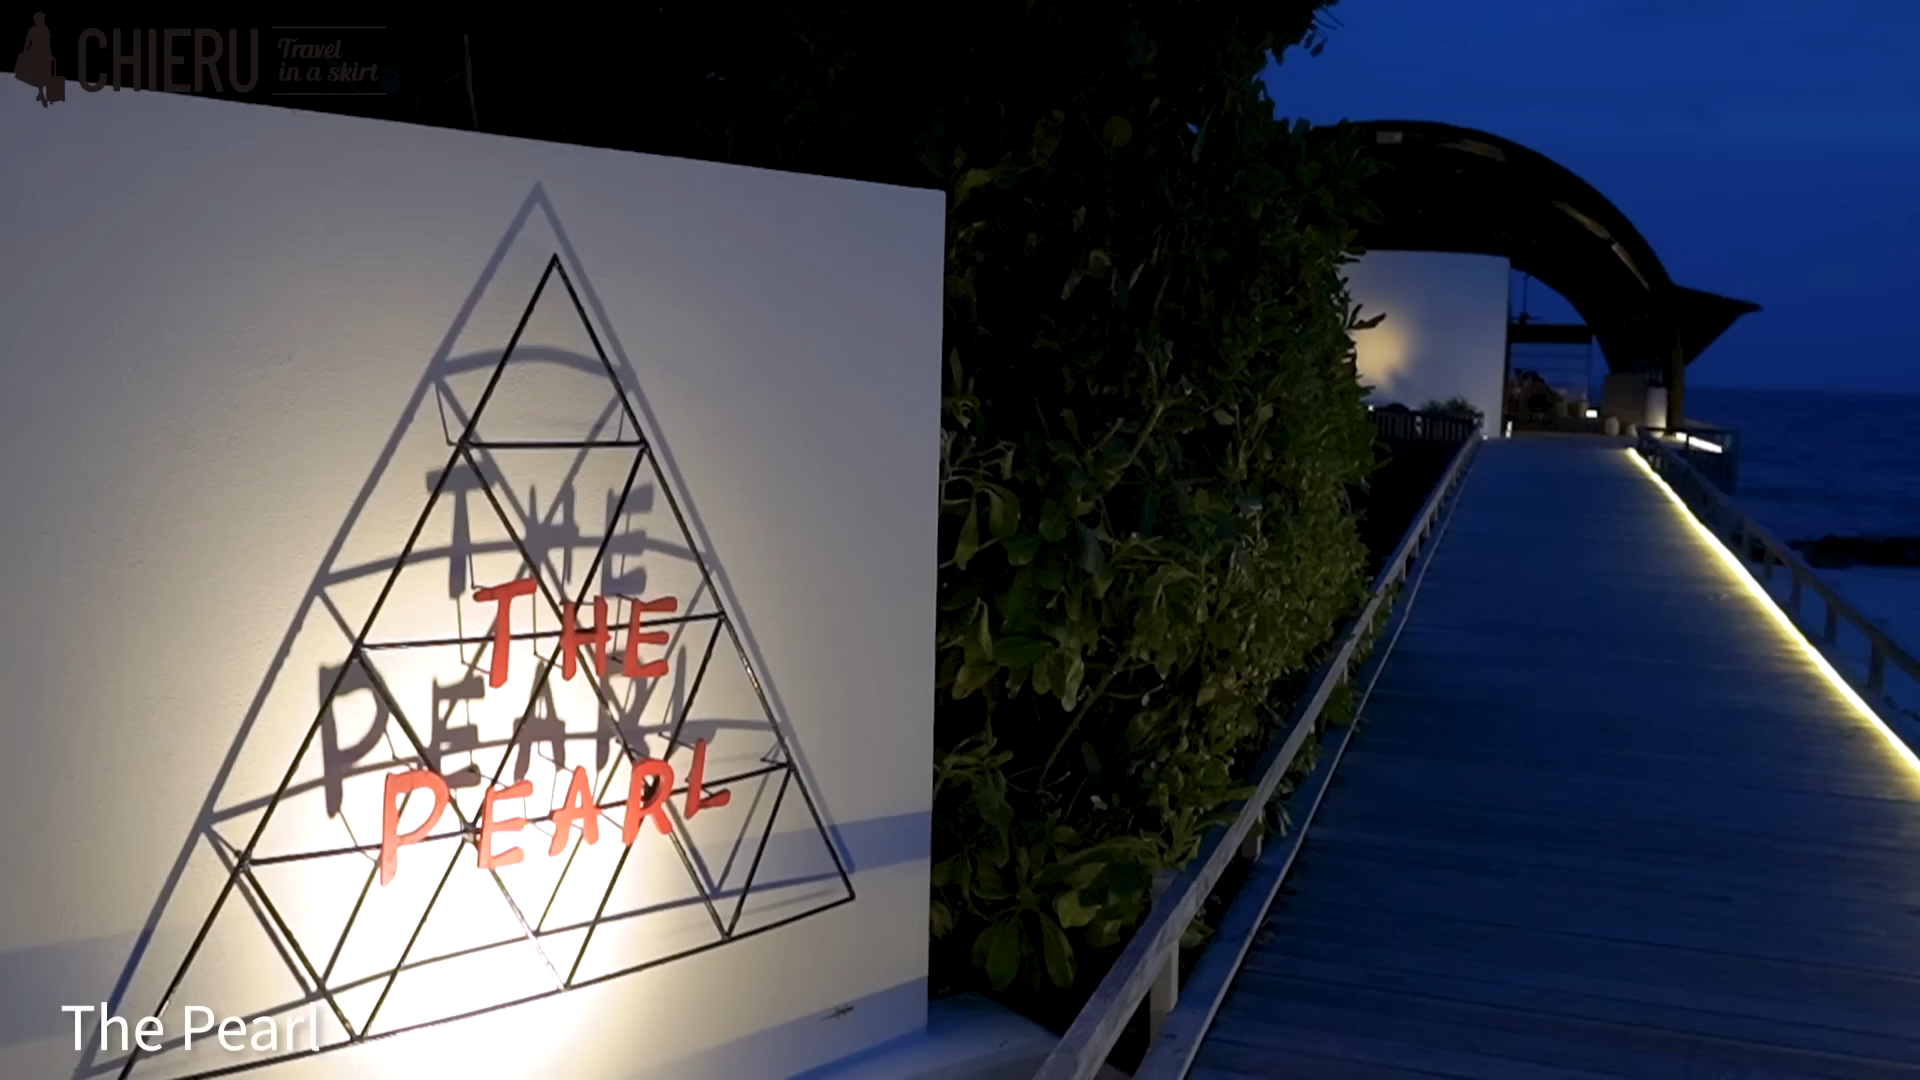 CHIERU
Travel
in a skirt
THE
PEARL
The Pearl